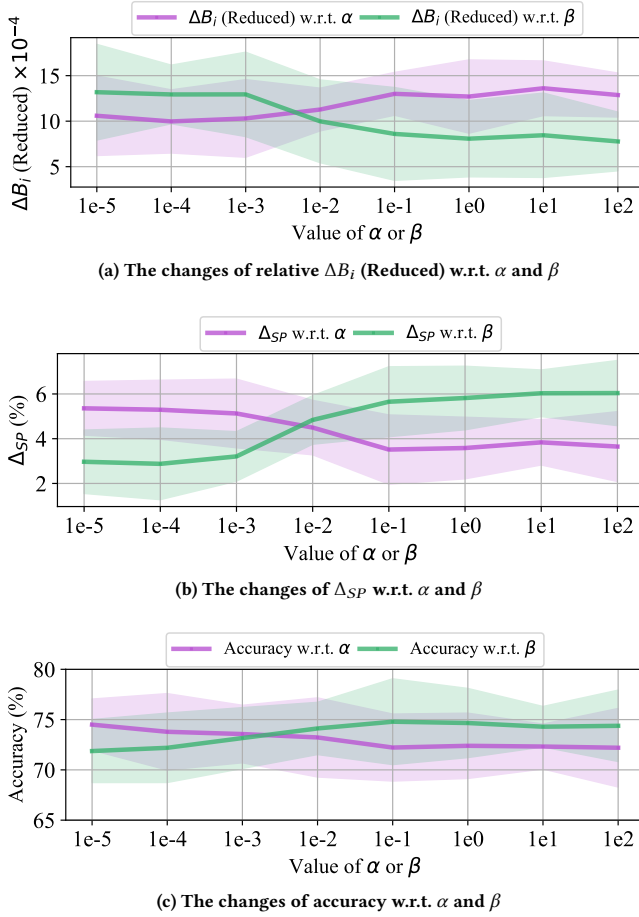 ΔB_i (Reduced) w.r.t. α ΔB_i (Reduced) w.r.t. β
ΔB_i (Reduced) ×10⁻⁴
15
10
5
1e-5 1e-4 1e-3 1e-2 1e-1 1e0 1e1 1e2
Value of α or β
(a) The changes of relative ΔB_i (Reduced) w.r.t. α and β
Δ_SP w.r.t. α Δ_SP w.r.t. β
Δ_SP (%)
6
4
2
1e-5 1e-4 1e-3 1e-2 1e-1 1e0 1e1 1e2
Value of α or β
(b) The changes of Δ_SP w.r.t. α and β
Accuracy w.r.t. α Accuracy w.r.t. β
Accuracy (%)
80
75
70
65
1e-5 1e-4 1e-3 1e-2 1e-1 1e0 1e1 1e2
Value of α or β
(c) The changes of accuracy w.r.t. α and β